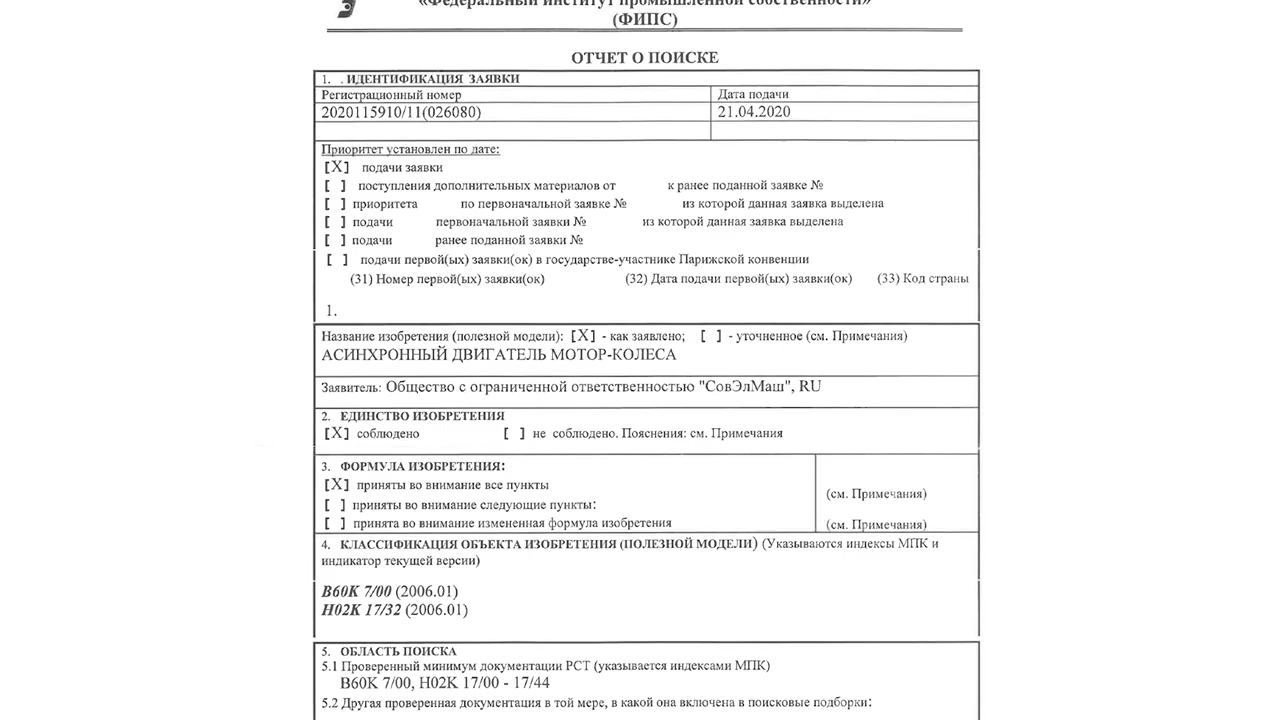 «Федеральный институт промышленной собственности»
(ФИПС)
ОТЧЕТ О ПОИСКЕ
1. . ИДЕНТИФИКАЦИЯ ЗАЯВКИ
Регистрационный номер Дата подачи
2020115910/11(026080) 21.04.2020
Приоритет установлен по дате:
[X] подачи заявки
[ ] поступления дополнительных материалов от к ранее поданной заявке №
[ ] приоритета по первоначальной заявке № из которой данная заявка выделена
[ ] подачи первоначальной заявки № из которой данная заявка выделена
[ ] подачи ранее поданной заявки №
[ ] подачи первой(ых) заявки(ок) в государстве-участнике Парижской конвенции
(31) Номер первой(ых) заявки(ок) (32) Дата подачи первой(ых) заявки(ок) (33) Код страны
1.
Название изобретения (полезной модели): [X] - как заявлено; [ ] - уточненное (см. Примечания)
АСИНХРОННЫЙ ДВИГАТЕЛЬ МОТОР-КОЛЕСА
Заявитель: Общество с ограниченной ответственностью "СовЭлМаш", RU
2. ЕДИНСТВО ИЗОБРЕТЕНИЯ
[X] соблюдено [ ] не соблюдено. Пояснения: см. Примечания
3. ФОРМУЛА ИЗОБРЕТЕНИЯ:
[X] приняты во внимание все пункты (см. Примечания)
[ ] приняты во внимание следующие пункты:
[ ] принята во внимание измененная формула изобретения (см. Примечания)
4. КЛАССИФИКАЦИЯ ОБЪЕКТА ИЗОБРЕТЕНИЯ (ПОЛЕЗНОЙ МОДЕЛИ) (Указываются индексы МПК и
индикатор текущей версии)
B60K 7/00 (2006.01)
H02K 17/32 (2006.01)
5. ОБЛАСТЬ ПОИСКА
5.1 Проверенный минимум документации РСТ (указывается индексами МПК)
B60K 7/00, H02K 17/00 - 17/44
5.2 Другая проверенная документация в той мере, в какой она включена в поисковые подборки: